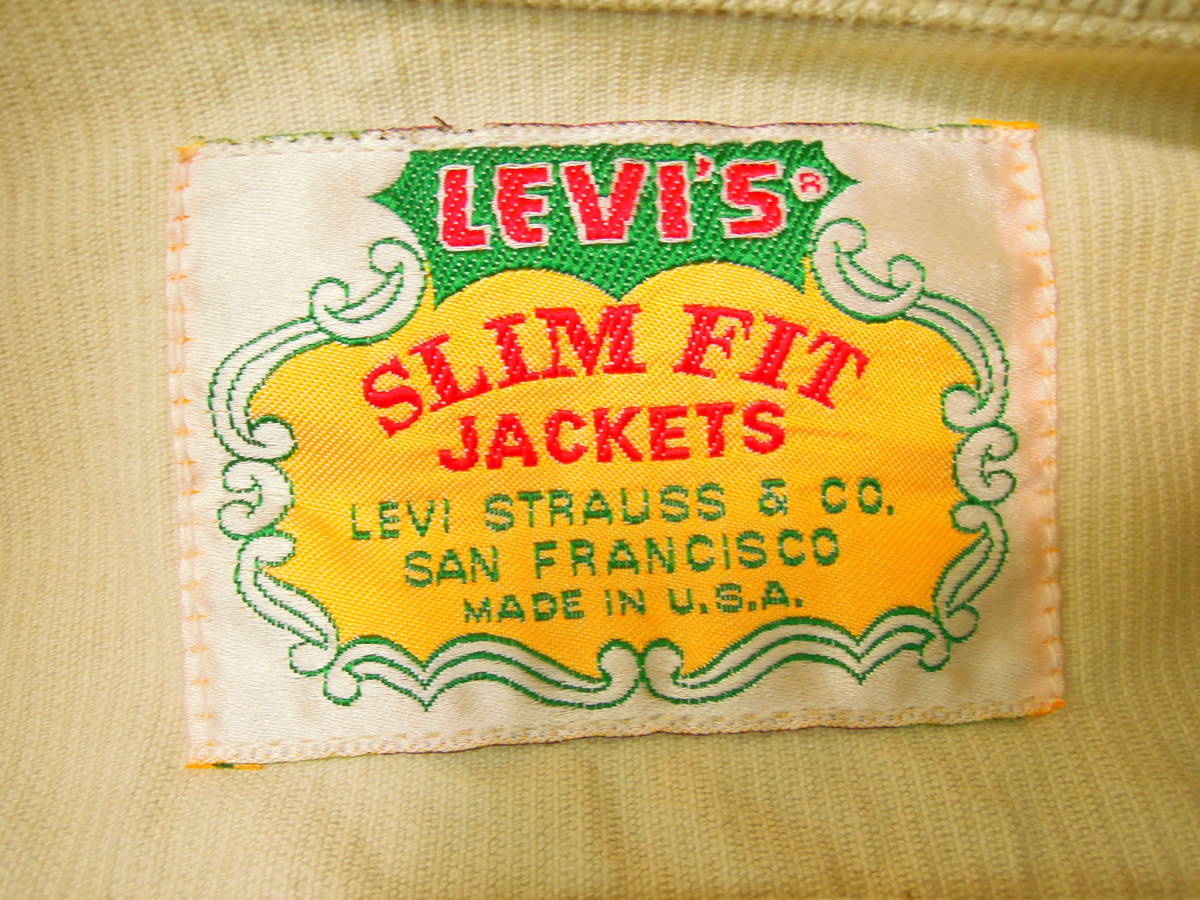 LEVI'S®
SLIM FIT
JACKETS
LEVI STRAUSS & CO.
SAN FRANCISCO
MADE IN U.S.A.